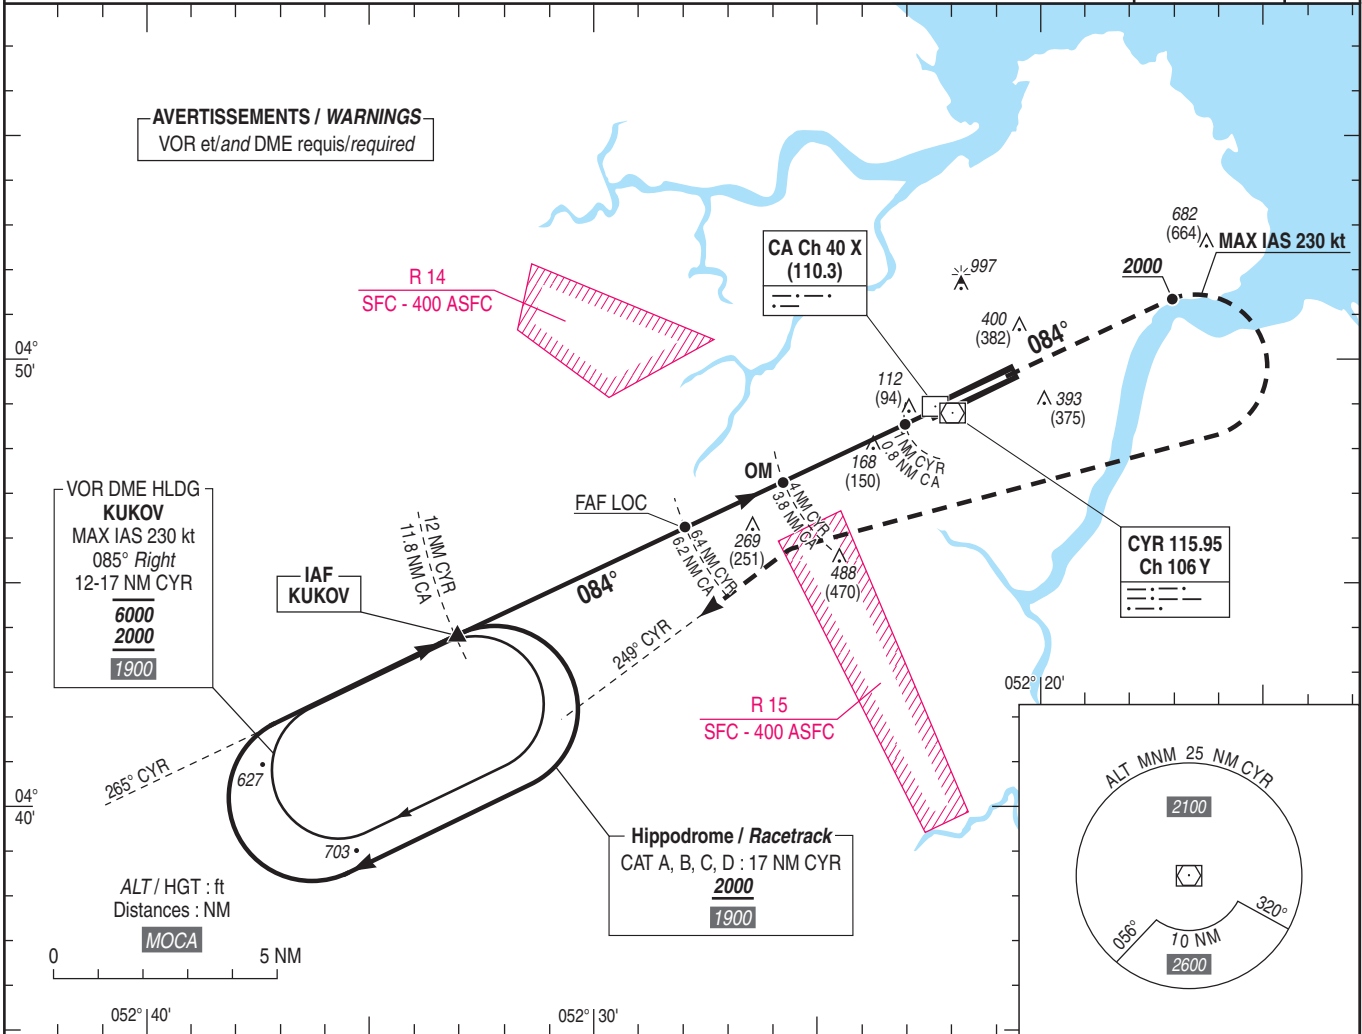 AVERTISSEMENTS / WARNINGS
VOR et/and DME requis/required
R 14
SFC - 400 ASFC
CA Ch 40 X
(110.3)
997
682
(664)
MAX IAS 230 kt
2000
400
(382)
084°
04°
50'
112
(94)
393
(375)
1 NM CYR
0.8 NM CA
168
(150)
OM
4 NM CYR
3.8 NM CA
FAF LOC
6.4 NM CYR
6.2 NM CA
269
(251)
488
(470)
VOR DME HLDG
KUKOV
MAX IAS 230 kt
085° Right
12-17 NM CYR
6000
2000
1900
12 NM CYR
11.8 NM CA
IAF
KUKOV
084°
CYR 115.95
Ch 106 Y
249° CYR
R 15
SFC - 400 ASFC
052° 20'
265° CYR
627
703
04°
40'
Hippodrome / Racetrack
CAT A, B, C, D : 17 NM CYR
2000
1900
ALT MNM 25 NM CYR
2100
056°
320°
10 NM
2600
ALT / HGT : ft
Distances : NM
MOCA
0 5 NM
052° 40'
052° 30'